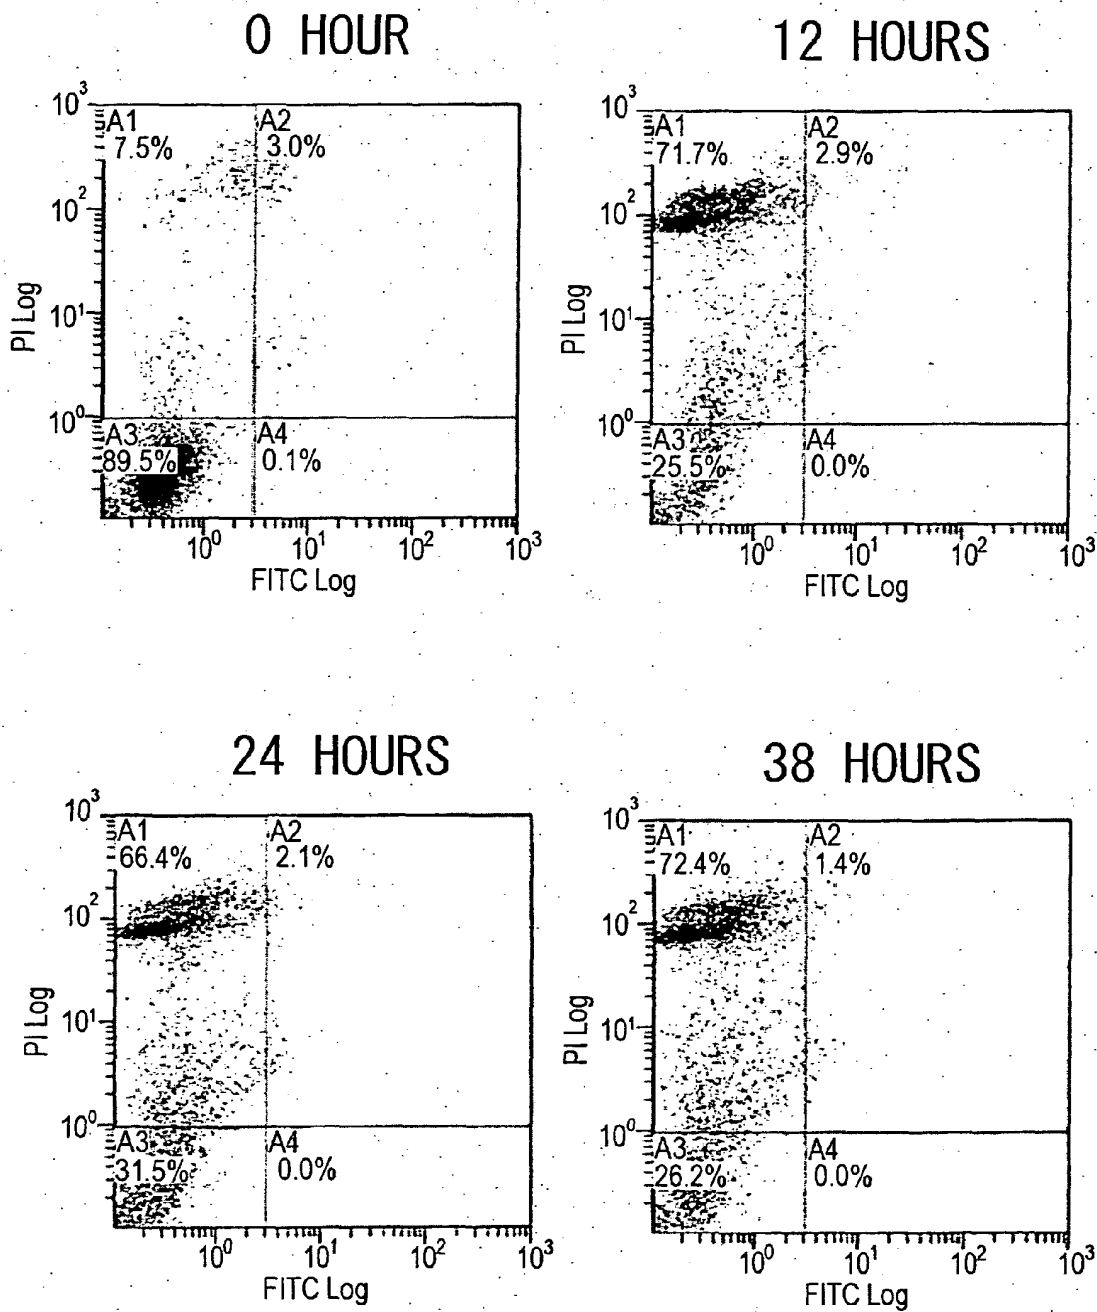 0 HOUR
10³
A1
7.5%
A2
3.0%
10²
10¹
10⁰
A3
89.5%
A4
0.1%
PI Log
10⁰ 10¹ 10² 10³
FITC Log
12 HOURS
10³
A1
71.7%
A2
2.9%
10²
10¹
10⁰
A3
25.5%
A4
0.0%
PI Log
10⁰ 10¹ 10² 10³
FITC Log
24 HOURS
10³
A1
66.4%
A2
2.1%
10²
10¹
10⁰
A3
31.5%
A4
0.0%
PI Log
10⁰ 10¹ 10² 10³
FITC Log
38 HOURS
10³
A1
72.4%
A2
1.4%
10²
10¹
10⁰
A3
26.2%
A4
0.0%
PI Log
10⁰ 10¹ 10² 10³
FITC Log